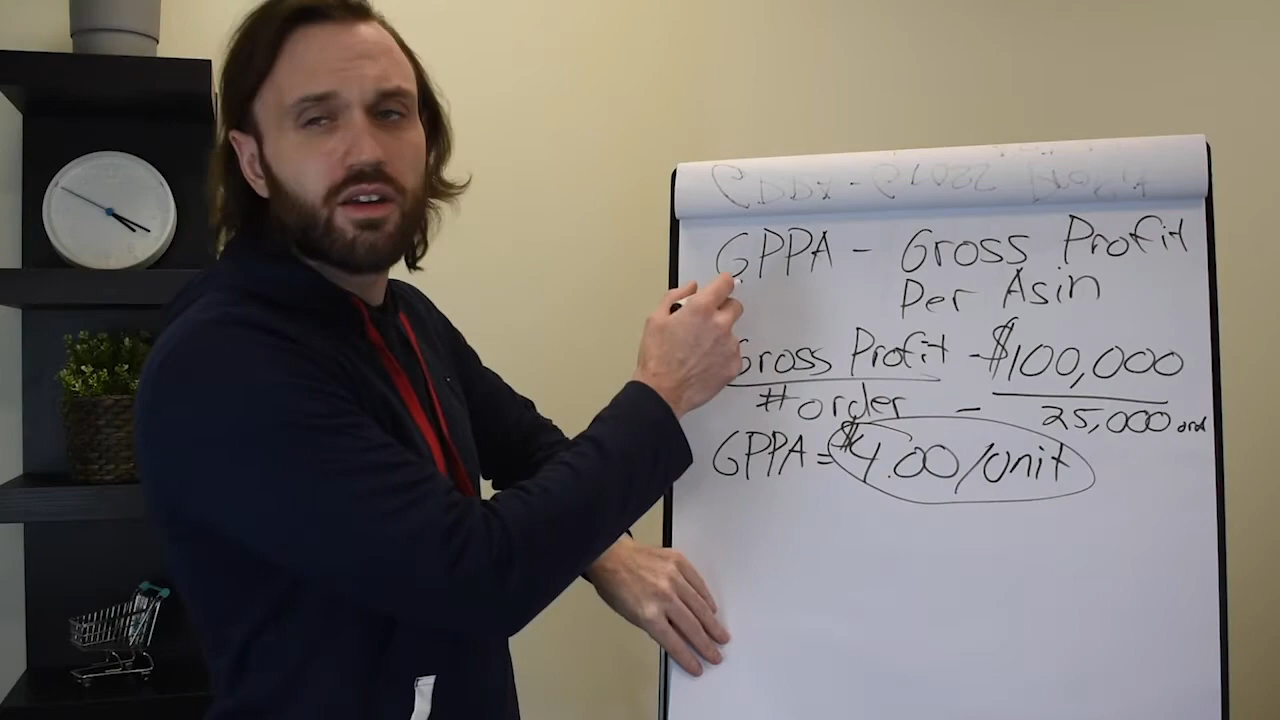 GPPA - Gross Profit
Per Asin
Gross Profit - $100,000
#order - 25,000 ord
GPPA = $4.00/Unit